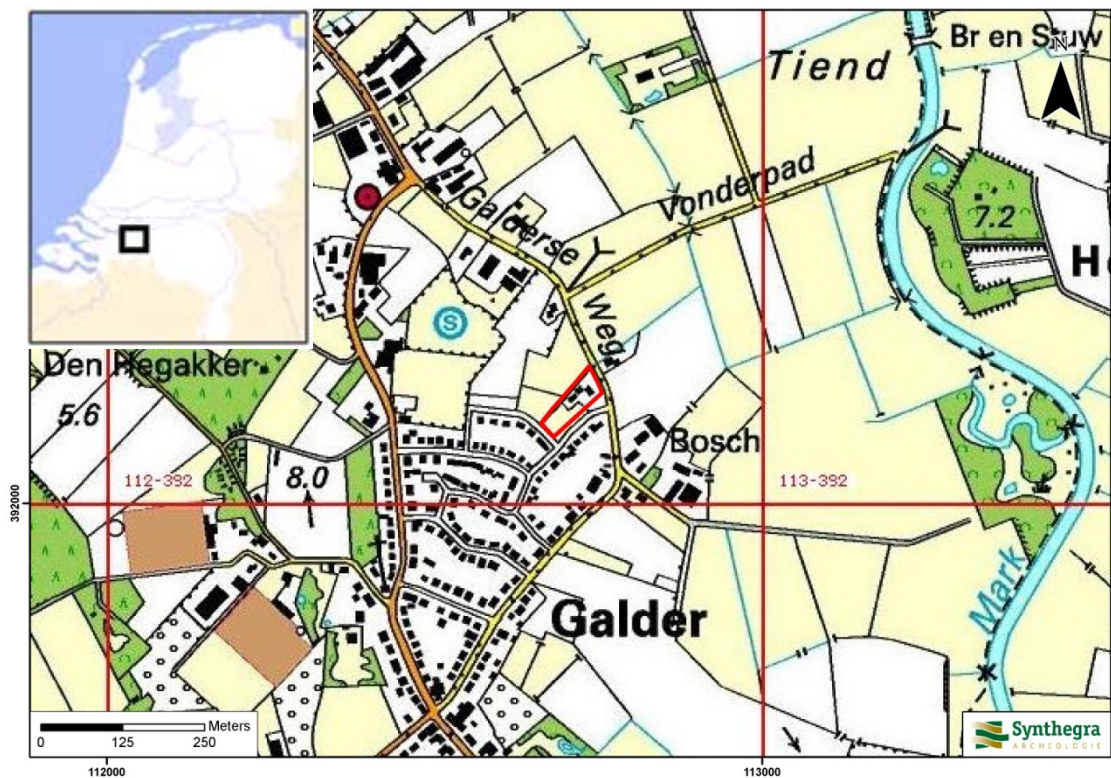 Br en Stuw
N
Tiend
Vonderpad
Galderse
Weg
7.2
H
S
Den Hegakker
5.6
8.0
Bosch
112-392
113-392
392000
Galder
Mark
Meters
0 125 250
Synthegra
ARCHEOLOGIE
112000
113000